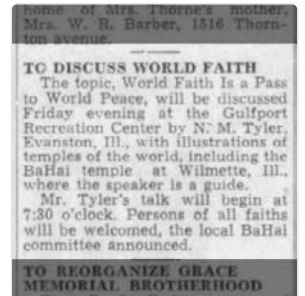 home of Mrs. Thorne's mother,
Mrs. W. R. Barber, 1516 Thorn-
ton avenue.
TO DISCUSS WORLD FAITH
The topic, World Faith Is a Pass
to World Peace, will be discussed
Friday evening at the Gulfport
Recreation Center by N. M. Tyler,
Evanston, Ill., with illustrations of
temples of the world, including the
BaHai temple at Wilmette, Ill.,
where the speaker is a guide.
Mr. Tyler's talk will begin at
7:30 o'clock. Persons of all faiths
will be welcomed, the local BaHai
committee announced.
TO REORGANIZE GRACE
MEMORIAL BROTHERHOOD